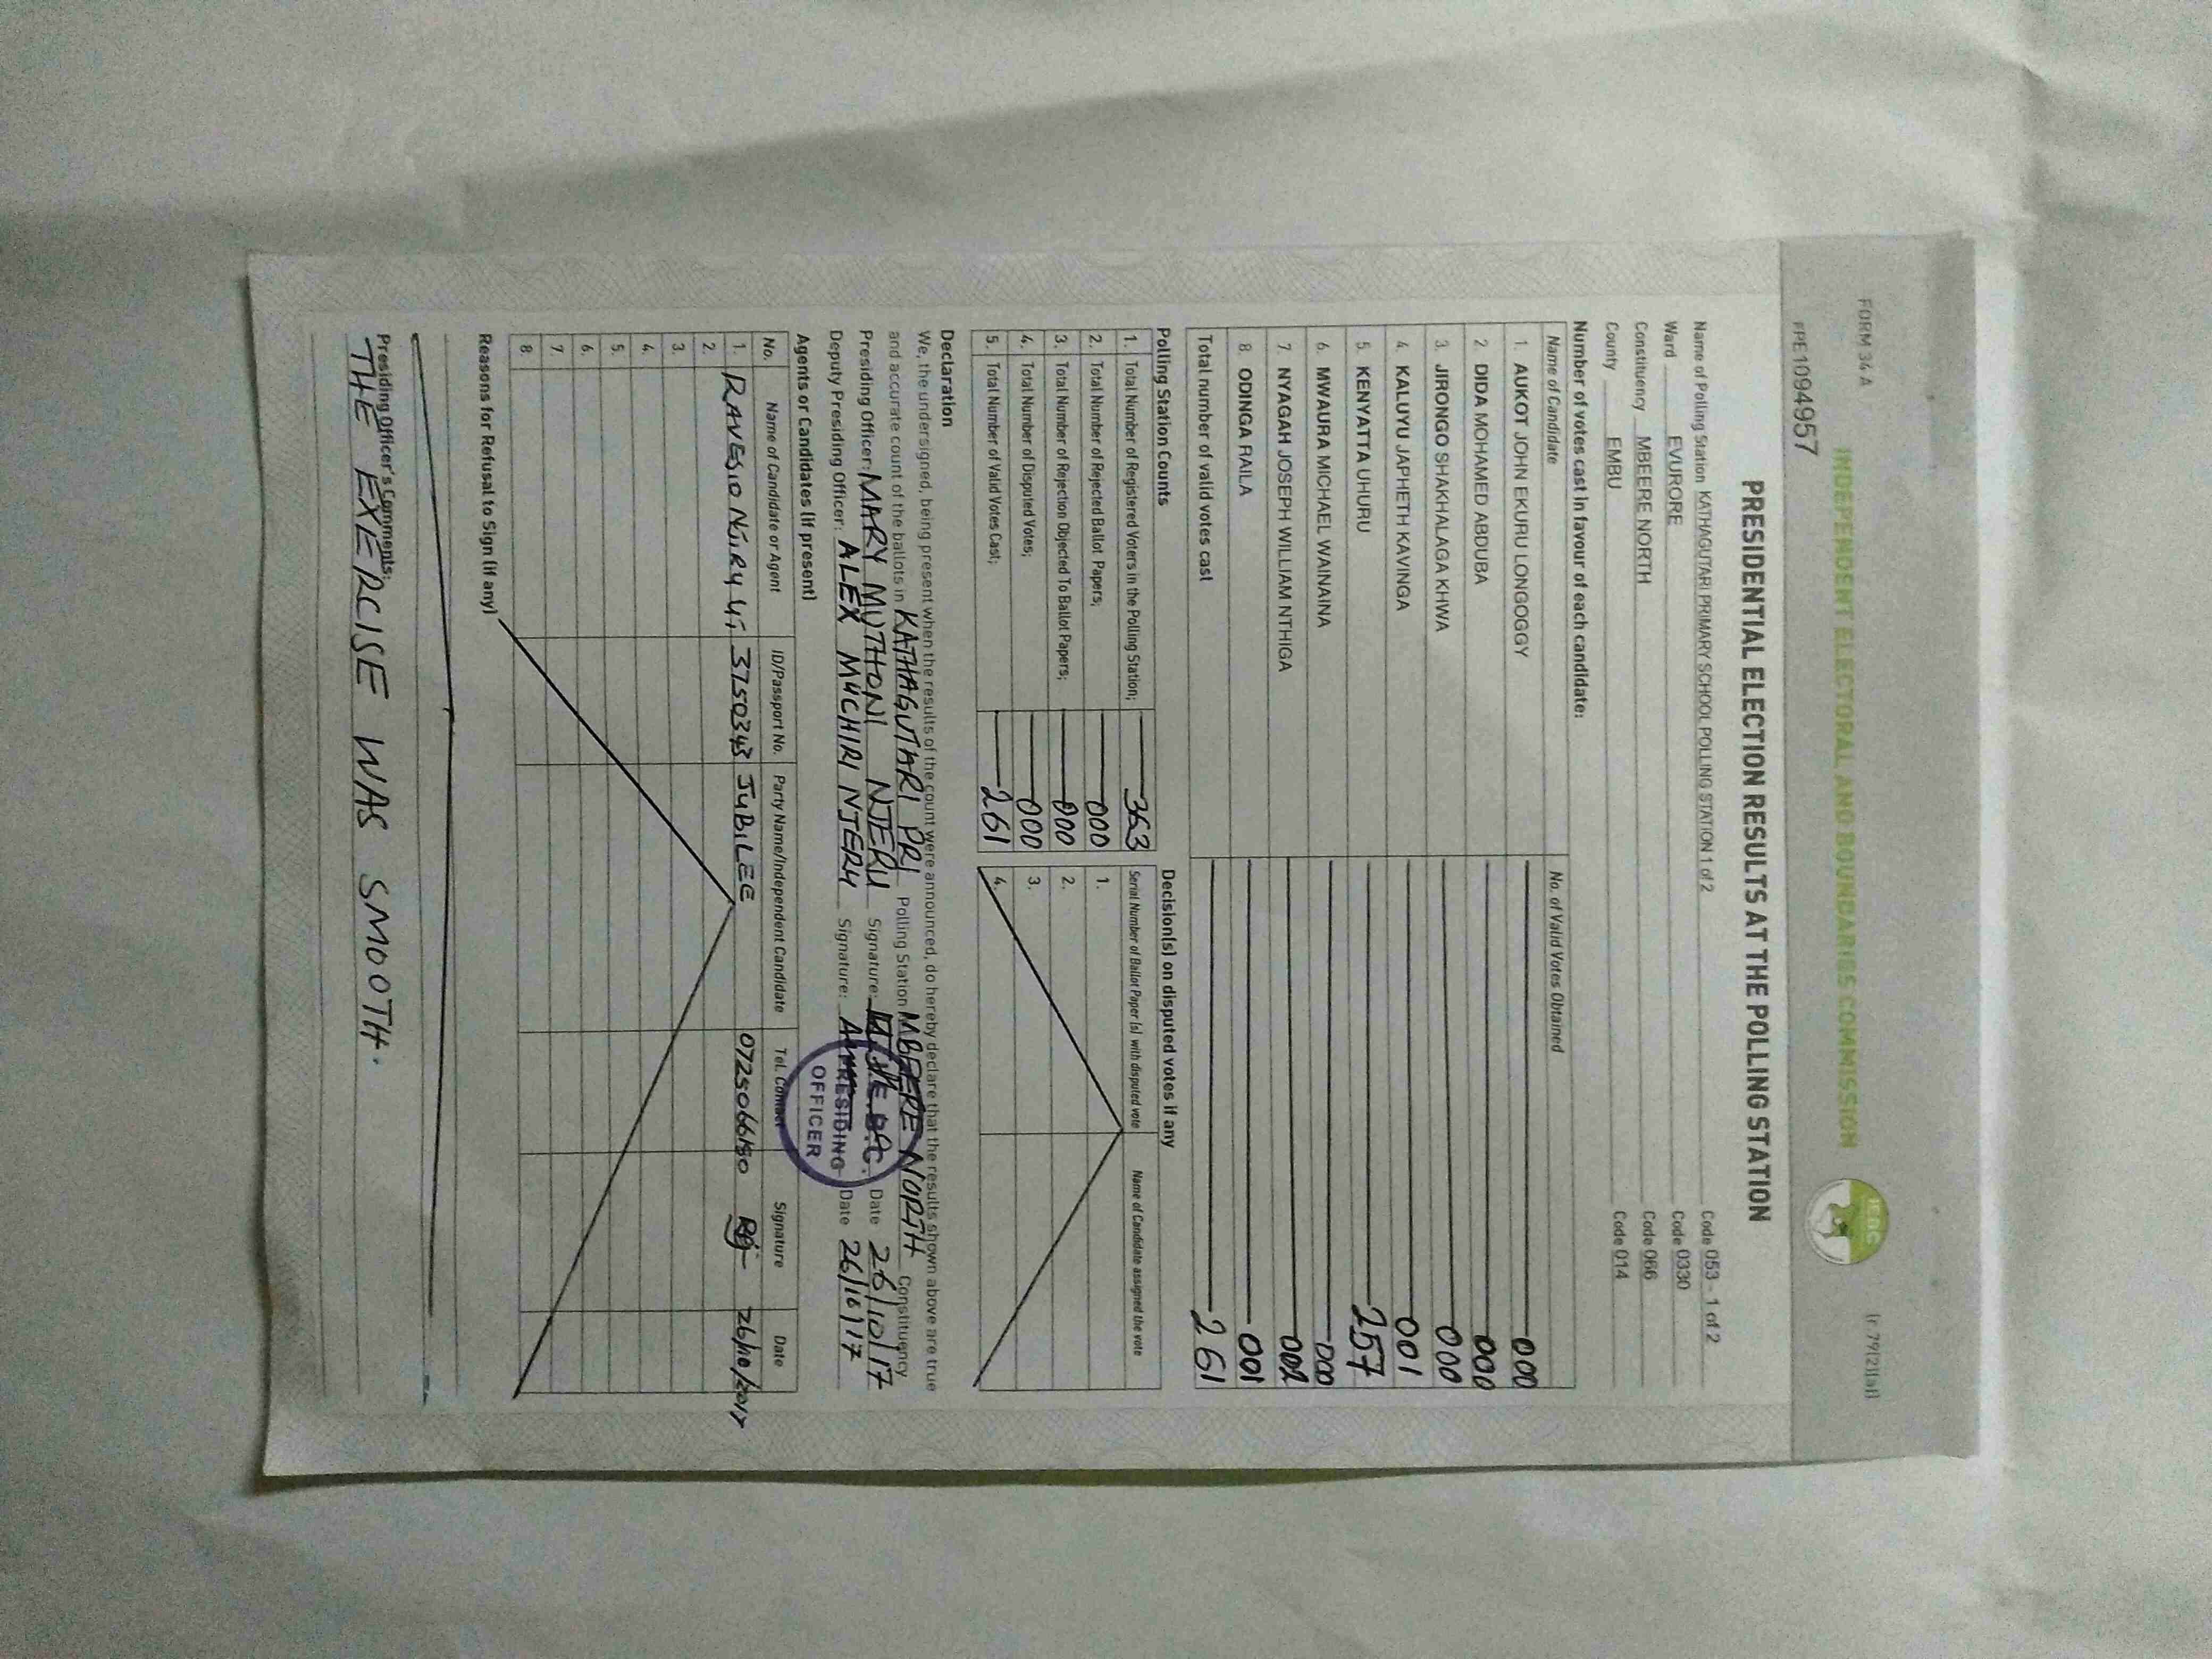 FORM 34 A
(r. 79(2)(a))
INDEPENDENT ELECTORAL AND BOUNDARIES COMMISSION
IEBC
PPE1094957
PRESIDENTIAL ELECTION RESULTS AT THE POLLING STATION
Name of Polling Station KATHAGUTARI PRIMARY SCHOOL POLLING STATION 1 of 2 Code 053 - 1 of 2
Ward EVURORE Code 0330
Constituency MBEERE NORTH Code 066
County EMBU Code 014
Number of votes cast in favour of each candidate:
Name of Candidate No. of Valid Votes Obtained
1. AUKOT JOHN EKURU LONGOGGY 000
2. DIDA MOHAMED ABDUBA 000
3. JIRONGO SHAKHALAGA KHWA 000
4. KALUYU JAPHETH KAVINGA 001
5. KENYATTA UHURU 257
6. MWAURA MICHAEL WAINAINA 000
7. NYAGAH JOSEPH WILLIAM NTHIGA 002
8. ODINGA RAILA 001
Total number of valid votes cast 261
Polling Station Counts
1. Total Number of Registered Voters in the Polling Station; 363
2. Total Number of Rejected Ballot Papers; 000
3. Total Number of Rejection Objected To Ballot Papers; 000
4. Total Number of Disputed Votes; 000
5. Total Number of Valid Votes Cast; 261
Decision(s) on disputed votes if any
Serial Number of Ballot Paper (s) with disputed vote Name of Candidate assigned the vote
1.
2.
3.
4.
Declaration
We, the undersigned, being present when the results of the count were announced, do hereby declare that the results shown above are true
and accurate count of the ballots in KATHAGUTHARI PRI Polling Station MBEERE NORTH Constituency
Presiding Officer: MARY MUTHONI NJERU Signature: Date 26/10/17
Deputy Presiding Officer: ALEX MUCHIRI NJERU Signature: Date 26/10/17
PRESIDING
OFFICER
Agents or Candidates (if present)
No. Name of Candidate or Agent ID/Passport No. Party Name/Independent Candidate Tel. Contact Signature Date
1. 3750343 JUBILEE 0725066150 26/10/2017
2.
3.
4.
5.
6.
7.
8.
Reasons for Refusal to Sign (if any)
Presiding Officer's Comments:
THE EXERCISE WAS SMOOTH.